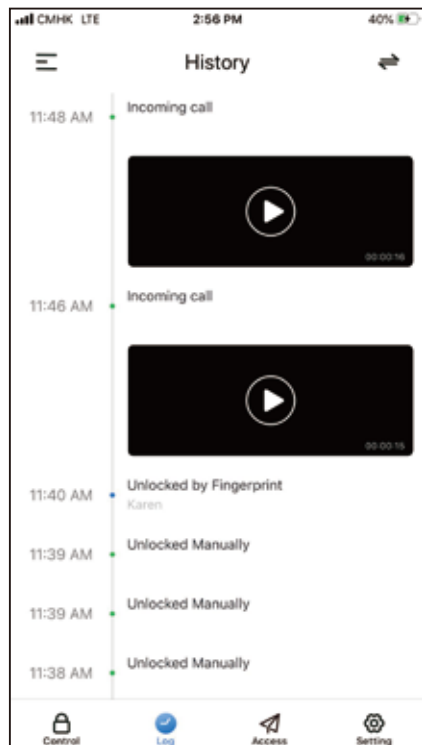 CMHK LTE 2:56 PM 40%
History
11:48 AM Incoming call
00:00:16
11:46 AM Incoming call
00:00:15
11:40 AM Unlocked by Fingerprint
Karen
11:39 AM Unlocked Manually
11:39 AM Unlocked Manually
11:38 AM Unlocked Manually
Control Log Access Setting